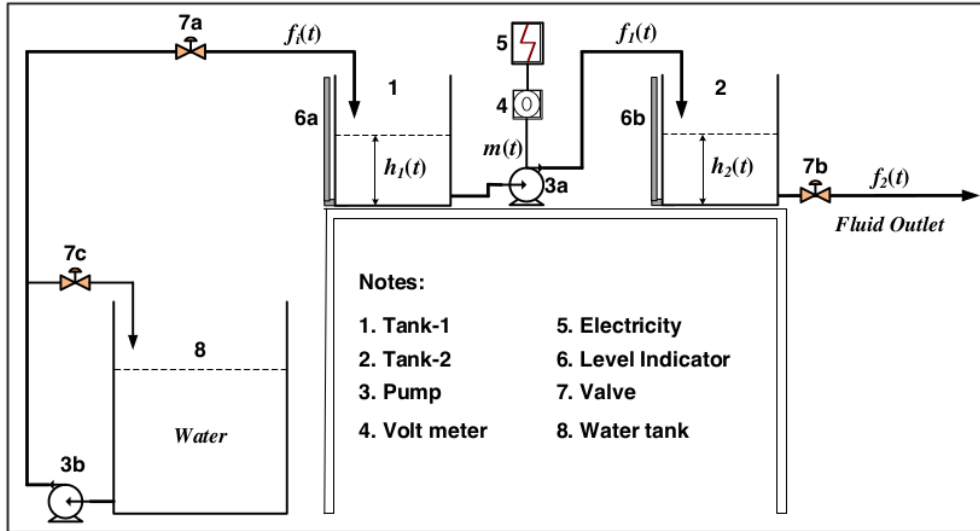 7a
fᵢ(t)
5
f₁(t)
1
2
6a
4
6b
h₁(t)
m(t)
3a
h₂(t)
7b
f₂(t)
Fluid Outlet
7c
Notes:
1. Tank-1
5. Electricity
2. Tank-2
6. Level Indicator
3. Pump
7. Valve
4. Volt meter
8. Water tank
8
Water
3b
0